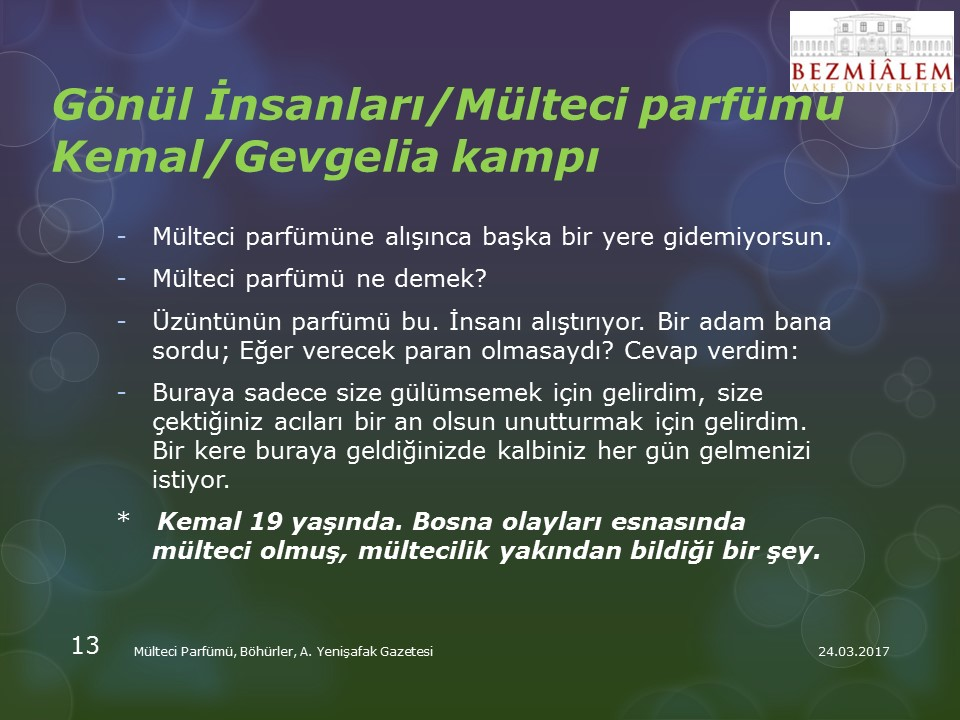 BEZMİÂLEM
VAKIF ÜNİVERSİTESİ
Gönül İnsanları/Mülteci parfümü
Kemal/Gevgelia kampı
- Mülteci parfümüne alışınca başka bir yere gidemiyorsun.
- Mülteci parfümü ne demek?
- Üzüntünün parfümü bu. İnsanı alıştırıyor. Bir adam bana
sordu; Eğer verecek paran olmasaydı? Cevap verdim:
- Buraya sadece size gülümsemek için gelirdim, size
çektiğiniz acıları bir an olsun unutturmak için gelirdim.
Bir kere buraya geldiğinizde kalbiniz her gün gelmenizi
istiyor.
* Kemal 19 yaşında. Bosna olayları esnasında
mülteci olmuş, mültecilik yakından bildiği bir şey.
13 Mülteci Parfümü, Böhürler, A. Yenişafak Gazetesi 24.03.2017